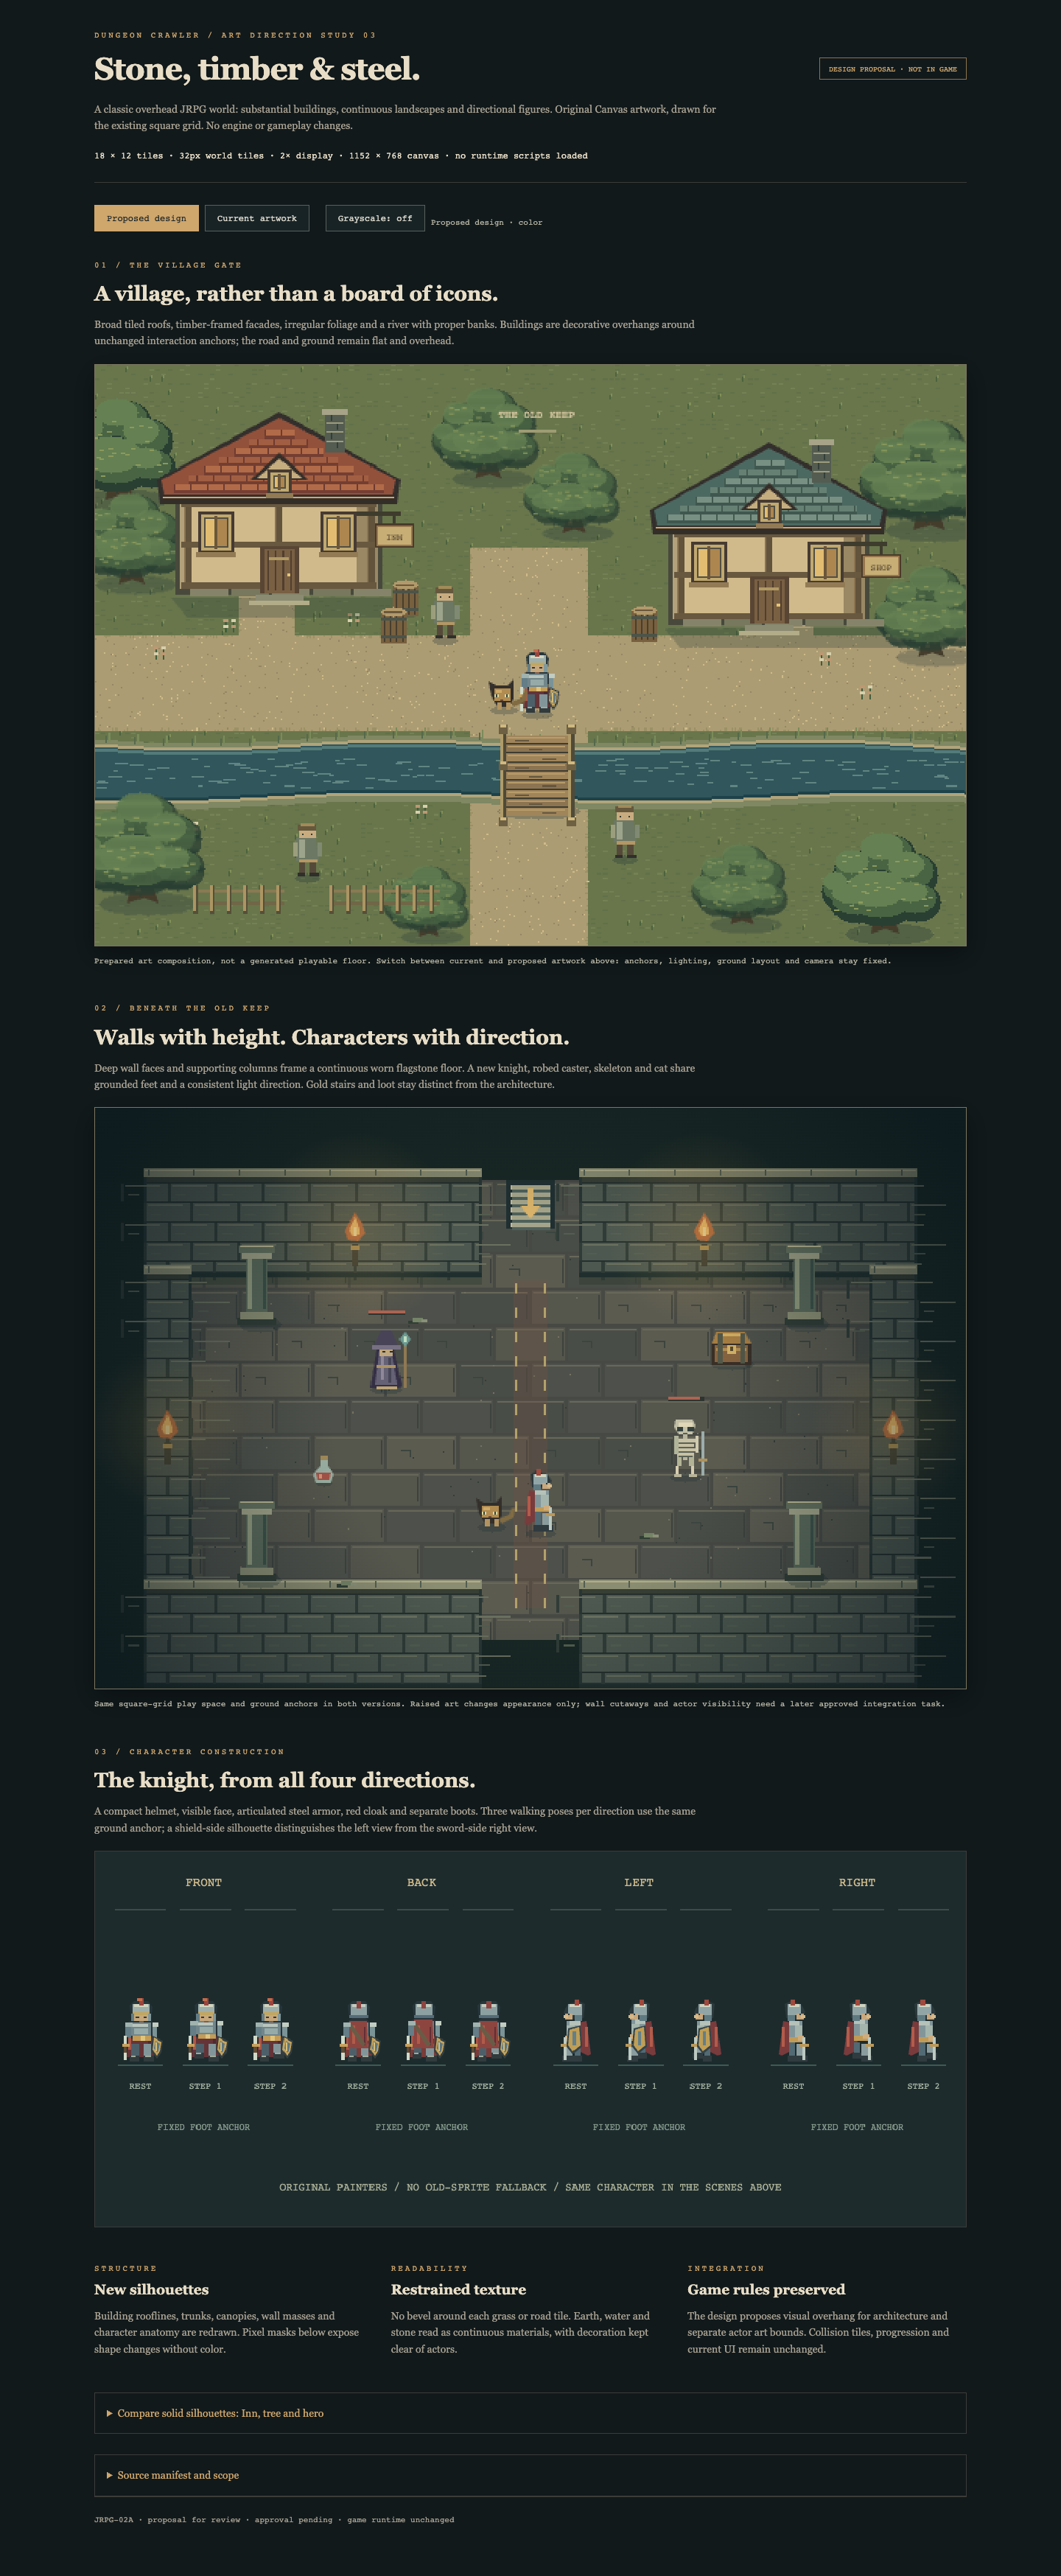 DUNGEON CRAWLER / ART DIRECTION STUDY 03
Stone, timber & steel.
DESIGN PROPOSAL · NOT IN GAME
A classic overhead JRPG world: substantial buildings, continuous landscapes and directional figures. Original Canvas artwork, drawn for
the existing square grid. No engine or gameplay changes.
18 × 12 tiles · 32px world tiles · 2× display · 1152 × 768 canvas · no runtime scripts loaded
Proposed design
Current artwork
Grayscale: off
Proposed design · color
01 / THE VILLAGE GATE
A village, rather than a board of icons.
Broad tiled roofs, timber-framed facades, irregular foliage and a river with proper banks. Buildings are decorative overhangs around
unchanged interaction anchors; the road and ground remain flat and overhead.
THE OLD KEEP
INN
SHOP
Prepared art composition, not a generated playable floor. Switch between current and proposed artwork above: anchors, lighting, ground layout and camera stay fixed.
02 / BENEATH THE OLD KEEP
Walls with height. Characters with direction.
Deep wall faces and supporting columns frame a continuous worn flagstone floor. A new knight, robed caster, skeleton and cat share
grounded feet and a consistent light direction. Gold stairs and loot stay distinct from the architecture.
Same square-grid play space and ground anchors in both versions. Raised art changes appearance only; wall cutaways and actor visibility need a later approved integration task.
03 / CHARACTER CONSTRUCTION
The knight, from all four directions.
A compact helmet, visible face, articulated steel armor, red cloak and separate boots. Three walking poses per direction use the same
ground anchor; a shield-side silhouette distinguishes the left view from the sword-side right view.
FRONT BACK LEFT RIGHT
REST STEP 1 STEP 2 REST STEP 1 STEP 2 REST STEP 1 STEP 2 REST STEP 1 STEP 2
FIXED FOOT ANCHOR FIXED FOOT ANCHOR FIXED FOOT ANCHOR FIXED FOOT ANCHOR
ORIGINAL PAINTERS / NO OLD-SPRITE FALLBACK / SAME CHARACTER IN THE SCENES ABOVE
STRUCTURE
New silhouettes
Building rooflines, trunks, canopies, wall masses and
character anatomy are redrawn. Pixel masks below expose
shape changes without color.
READABILITY
Restrained texture
No bevel around each grass or road tile. Earth, water and
stone read as continuous materials, with decoration kept
clear of actors.
INTEGRATION
Game rules preserved
The design proposes visual overhang for architecture and
separate actor art bounds. Collision tiles, progression and
current UI remain unchanged.
Compare solid silhouettes: Inn, tree and hero
Source manifest and scope
JRPG-02A · proposal for review · approval pending · game runtime unchanged